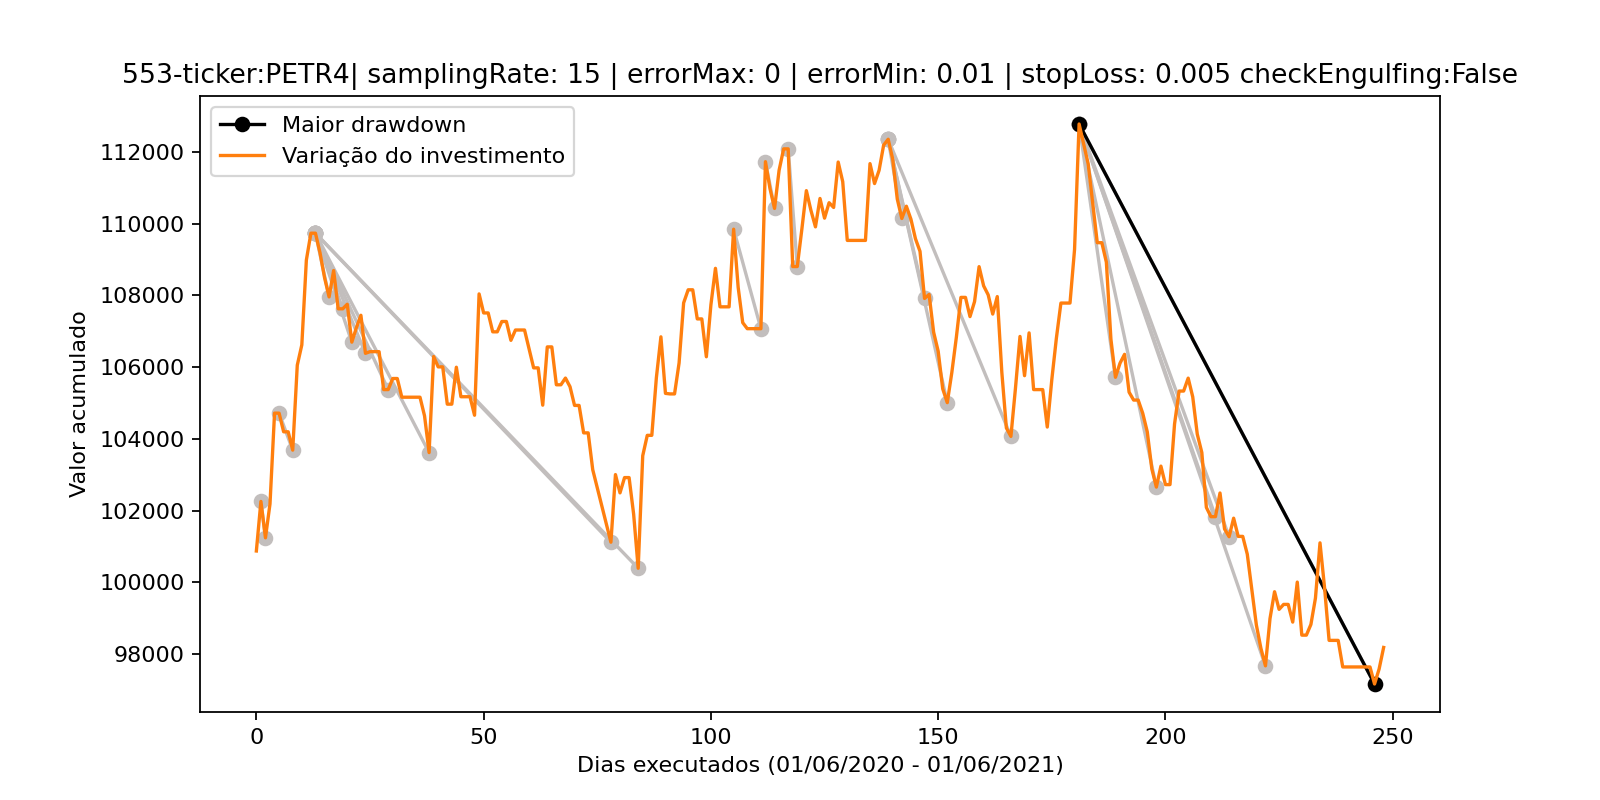 553-ticker:PETR4| samplingRate: 15 | errorMax: 0 | errorMin: 0.01 | stopLoss: 0.005 checkEngulfing:False
Maior drawdown
Variação do investimento
112000
110000
108000
106000
104000
102000
100000
98000
Valor acumulado
0 50 100 150 200 250
Dias executados (01/06/2020 - 01/06/2021)